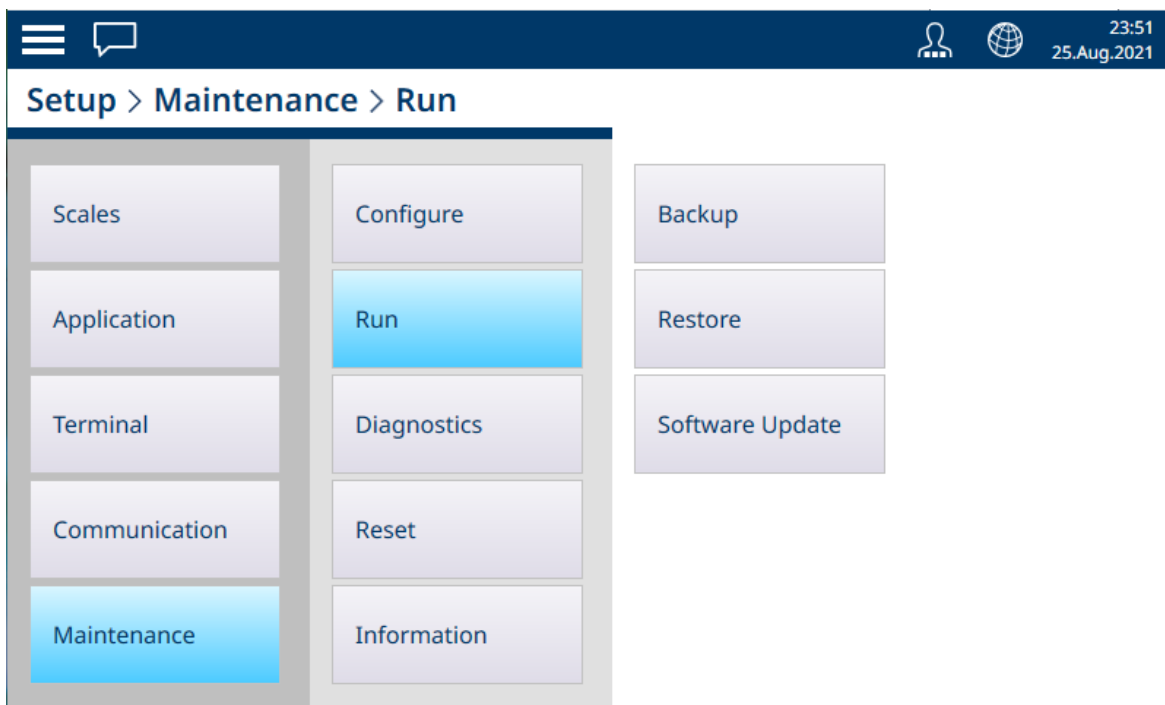 23:51
25.Aug.2021
Setup > Maintenance > Run
Scales
Configure
Backup
Application
Run
Restore
Terminal
Diagnostics
Software Update
Communication
Reset
Maintenance
Information